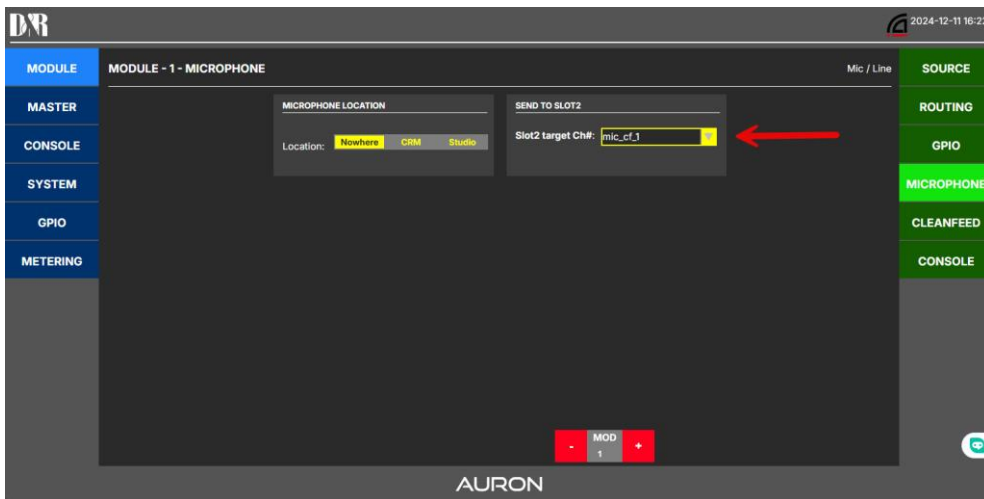 D&R
2024-12-11 16:22
MODULE
MASTER
CONSOLE
SYSTEM
GPIO
METERING
MODULE - 1 - MICROPHONE
Mic / Line
MICROPHONE LOCATION
Location: Nowhere CRM Studio
SEND TO SLOT2
Slot2 target Ch#: mic_cf_1
SOURCE
ROUTING
GPIO
MICROPHONE
CLEANFEED
CONSOLE
- MOD +
1
AURON